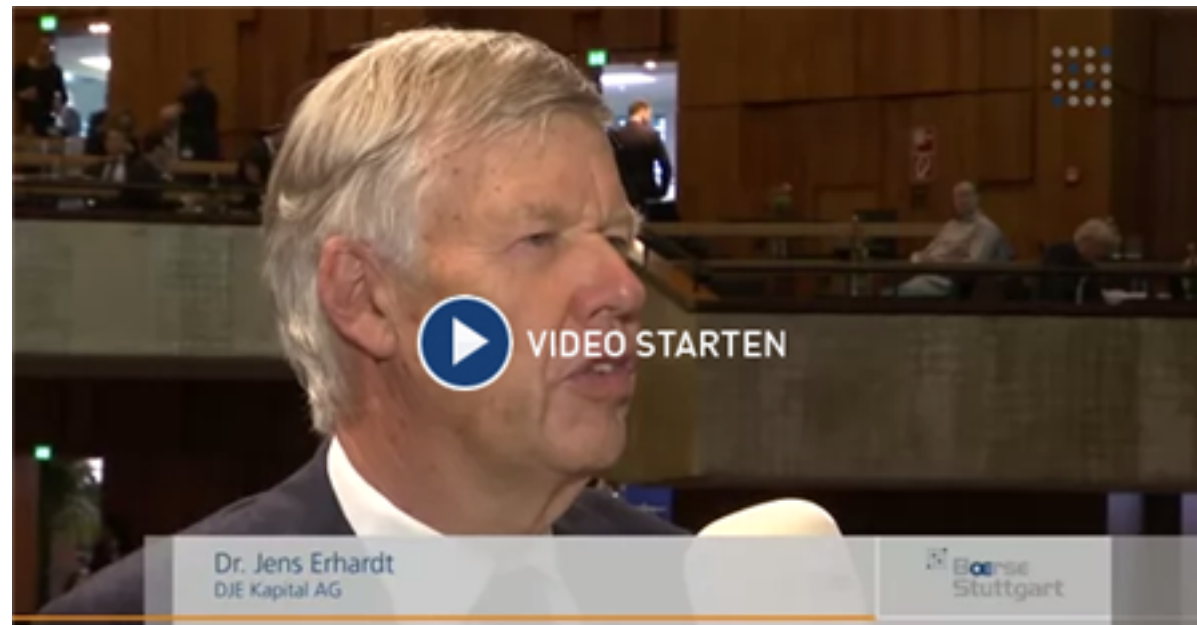 VIDEO STARTEN
Dr. Jens Erhardt
DJE Kapital AG
Boerse
Stuttgart